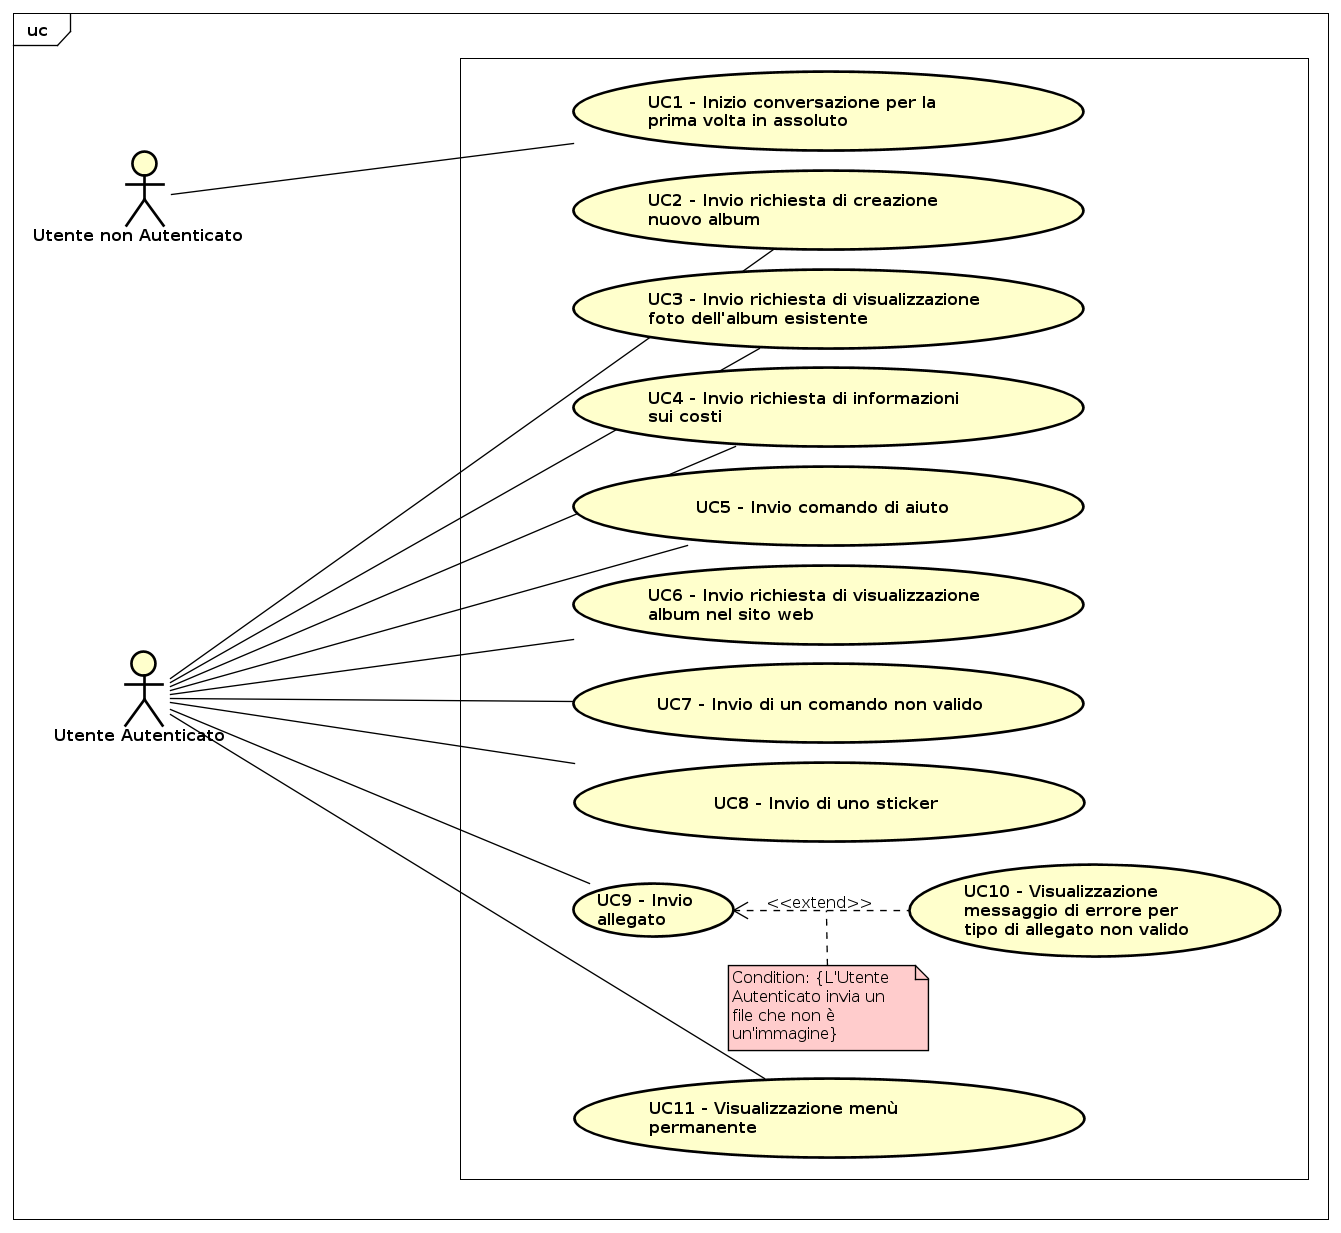 uc
UC1 - Inizio conversazione per la
prima volta in assoluto
Utente non Autenticato
UC2 - Invio richiesta di creazione
nuovo album
UC3 - Invio richiesta di visualizzazione
foto dell'album esistente
UC4 - Invio richiesta di informazioni
sui costi
UC5 - Invio comando di aiuto
UC6 - Invio richiesta di visualizzazione
album nel sito web
UC7 - Invio di un comando non valido
Utente Autenticato
UC8 - Invio di uno sticker
UC9 - Invio
allegato
<<extend>>
UC10 - Visualizzazione
messaggio di errore per
tipo di allegato non valido
Condition: {L'Utente
Autenticato invia un
file che non è
un'immagine}
UC11 - Visualizzazione menù
permanente